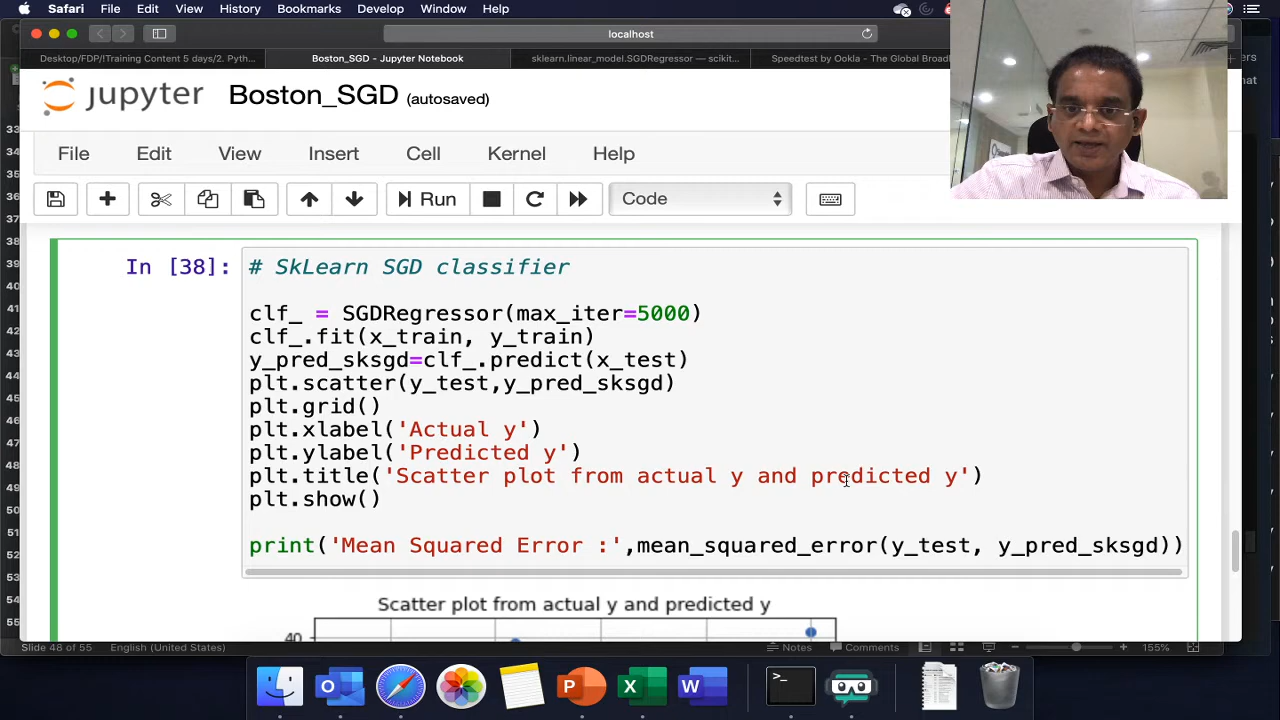 Safari File Edit View History Bookmarks Develop Window Help
localhost
Desktop/FDP/!Training Content 5 days/2. Pyth... Boston_SGD - Jupyter Notebook sklearn.linear_model.SGDRegressor — scikit... Speedtest by Ookla - The Global Broad
jupyter Boston_SGD (autosaved)
File Edit View Insert Cell Kernel Help
Run Code
In [38]: # SkLearn SGD classifier
clf_ = SGDRegressor(max_iter=5000)
clf_.fit(x_train, y_train)
y_pred_sksgd=clf_.predict(x_test)
plt.scatter(y_test,y_pred_sksgd)
plt.grid()
plt.xlabel('Actual y')
plt.ylabel('Predicted y')
plt.title('Scatter plot from actual y and predicted y')
plt.show()
print('Mean Squared Error :',mean_squared_error(y_test, y_pred_sksgd))
Scatter plot from actual y and predicted y
40
Slide 48 of 55 English (United States) Notes Comments 155%